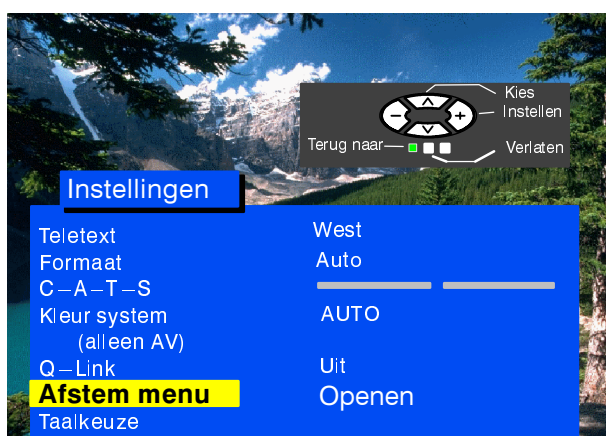 Kies
Instellen
Terug naar
Verlaten
Instellingen
Teletext West
Formaat Auto
C–A–T–S
Kleur system AUTO
(alleen AV)
Q–Link Uit
Afstem menu Openen
Taalkeuze